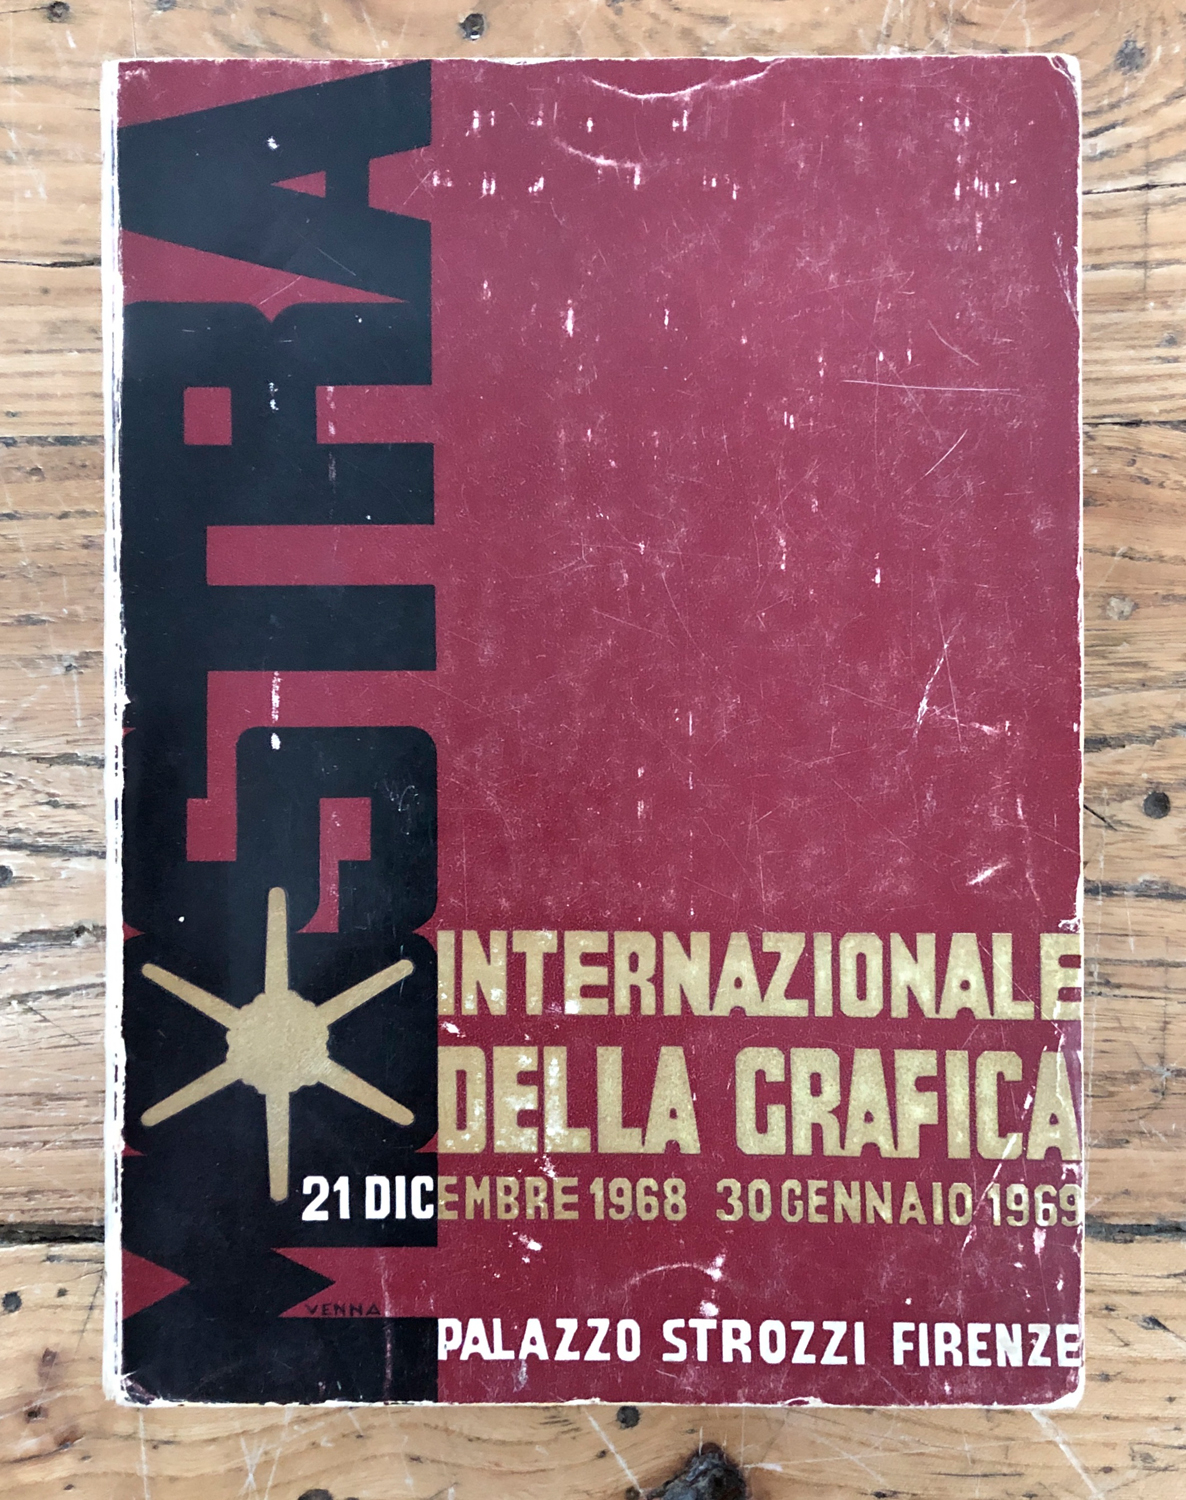 MOSTRA
INTERNAZIONALE
DELLA GRAFICA
21 DICEMBRE 1968 30 GENNAIO 1969
VENNA
PALAZZO STROZZI FIRENZE